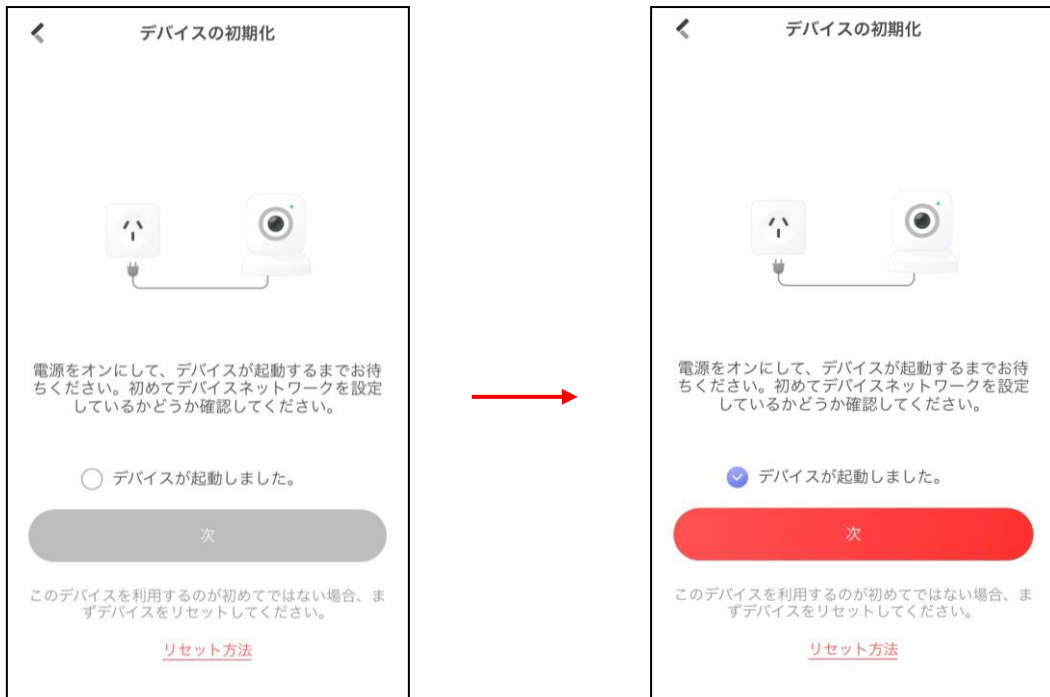 デバイスの初期化
電源をオンにして、デバイスが起動するまでお待
ちください。初めてデバイスネットワークを設定
しているかどうか確認してください。
デバイスが起動しました。
次
このデバイスを利用するのが初めてではない場合、ま
ずデバイスをリセットしてください。
リセット方法
デバイスの初期化
電源をオンにして、デバイスが起動するまでお待
ちください。初めてデバイスネットワークを設定
しているかどうか確認してください。
デバイスが起動しました。
次
このデバイスを利用するのが初めてではない場合、ま
ずデバイスをリセットしてください。
リセット方法